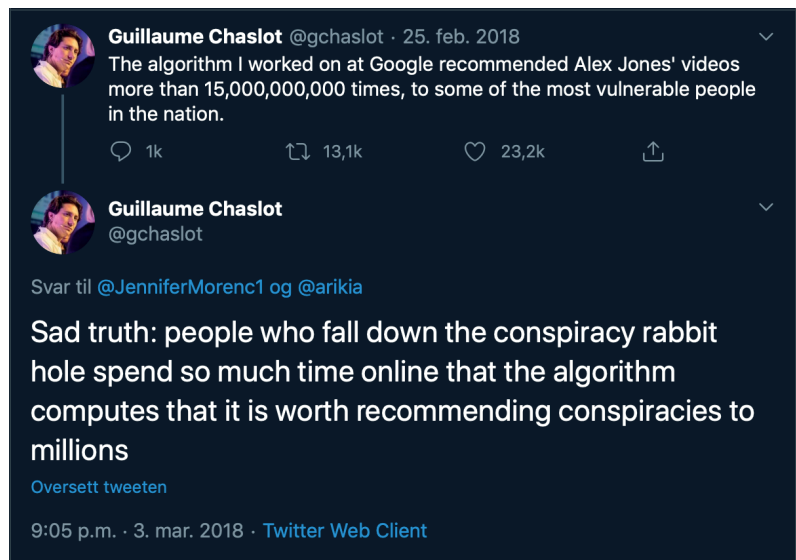 Guillaume Chaslot @gchaslot · 25. feb. 2018
The algorithm I worked on at Google recommended Alex Jones' videos
more than 15,000,000,000 times, to some of the most vulnerable people
in the nation.
1k 13,1k 23,2k
Guillaume Chaslot
@gchaslot
Svar til @JenniferMorenc1 og @arikia
Sad truth: people who fall down the conspiracy rabbit
hole spend so much time online that the algorithm
computes that it is worth recommending conspiracies to
millions
Oversett tweeten
9:05 p.m. · 3. mar. 2018 · Twitter Web Client